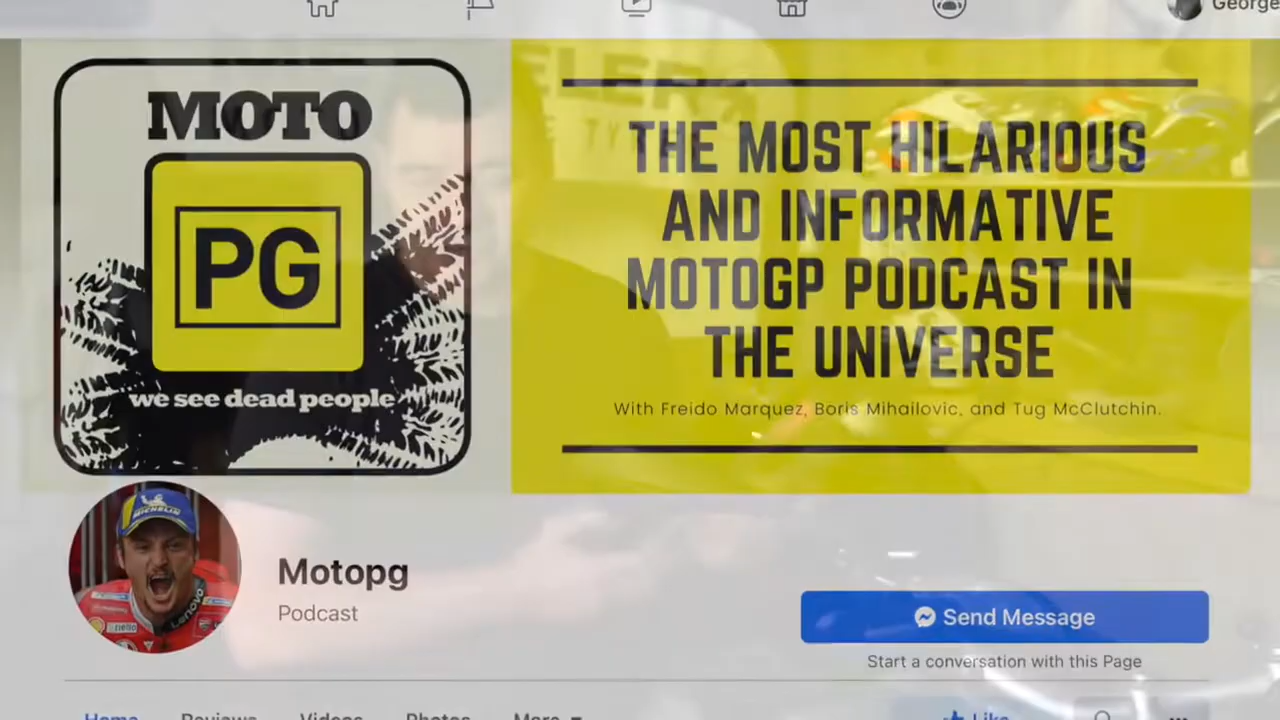 George
MOTO
PG
we see dead people
THE MOST HILARIOUS
AND INFORMATIVE
MOTOGP PODCAST IN
THE UNIVERSE
With Freido Marquez, Boris Mihailovic, and Tug McClutchin.
MICHELIN
Lenovo
Motopg
Podcast
Send Message
Start a conversation with this Page
Home
Reviews
Videos
Photos
More
Like